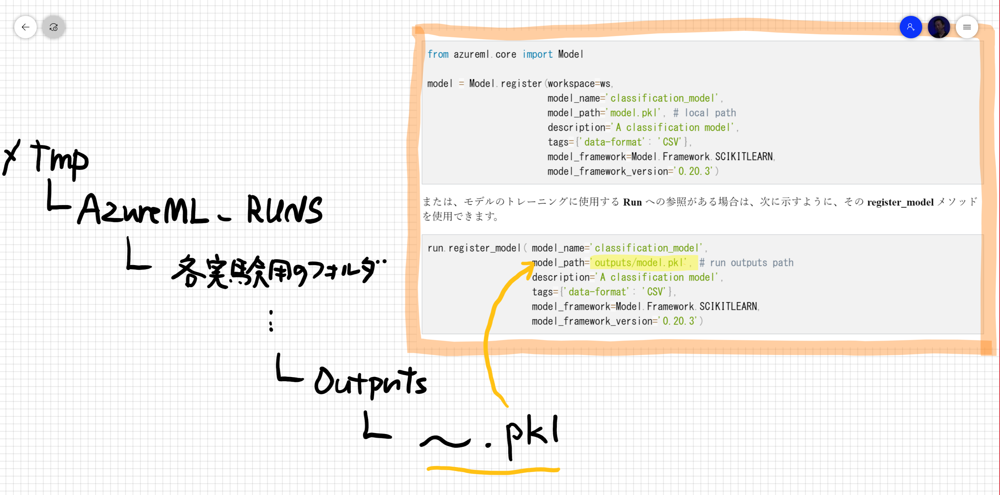 from azureml.core import Model
model = Model.register(workspace=ws,
model_name='classification_model',
model_path='model.pkl', # local path
description='A classification model',
tags={'data-format': 'CSV'},
model_framework=Model.Framework.SCIKITLEARN,
model_framework_version='0.20.3')
または、モデルのトレーニングに使用する Run への参照がある場合は、次に示すように、その register_model メソッド
を使用できます。
run.register_model( model_name='classification_model',
model_path='outputs/model.pkl', # run outputs path
description='A classification model',
tags={'data-format': 'CSV'},
model_framework=Model.Framework.SCIKITLEARN,
model_framework_version='0.20.3')
Tmp
AzureML_RUNS
各実験用のフォルダ
⋮
Outputs
〜.pkl